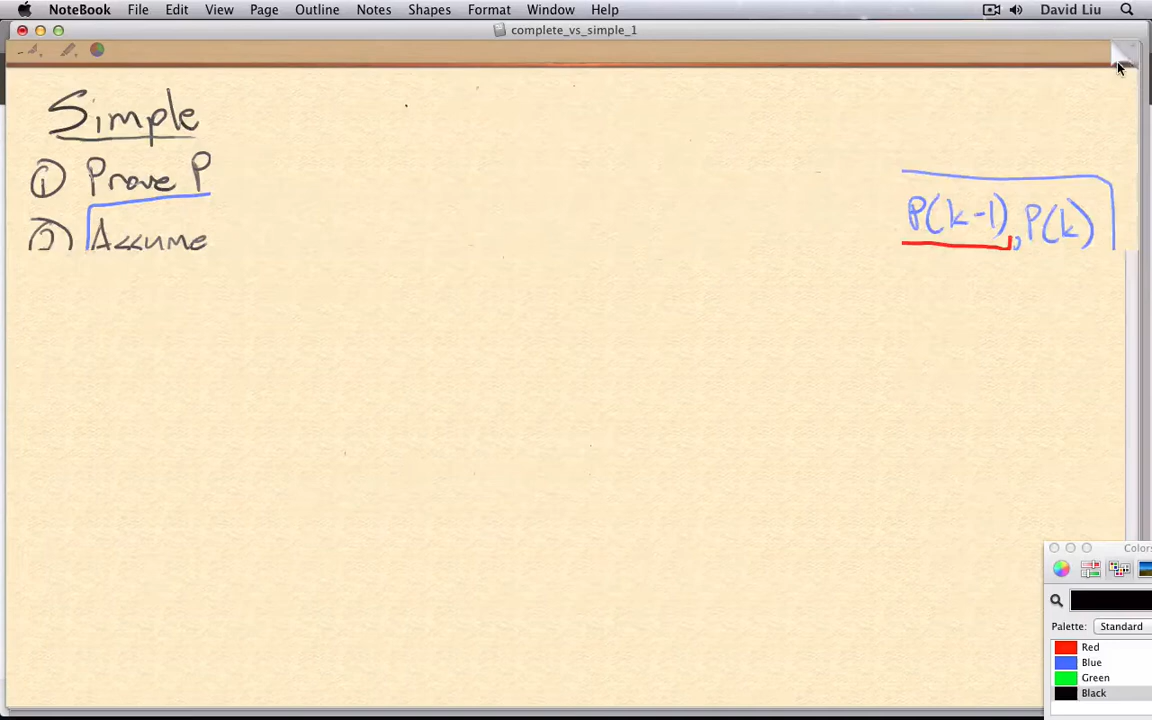 NoteBook File Edit View Page Outline Notes Shapes Format Window Help David Liu
complete_vs_simple_1
Simple
① Prove P
② Assume
P(k-1), P(k)
Colors
Palette: Standard
Red
Blue
Green
Black